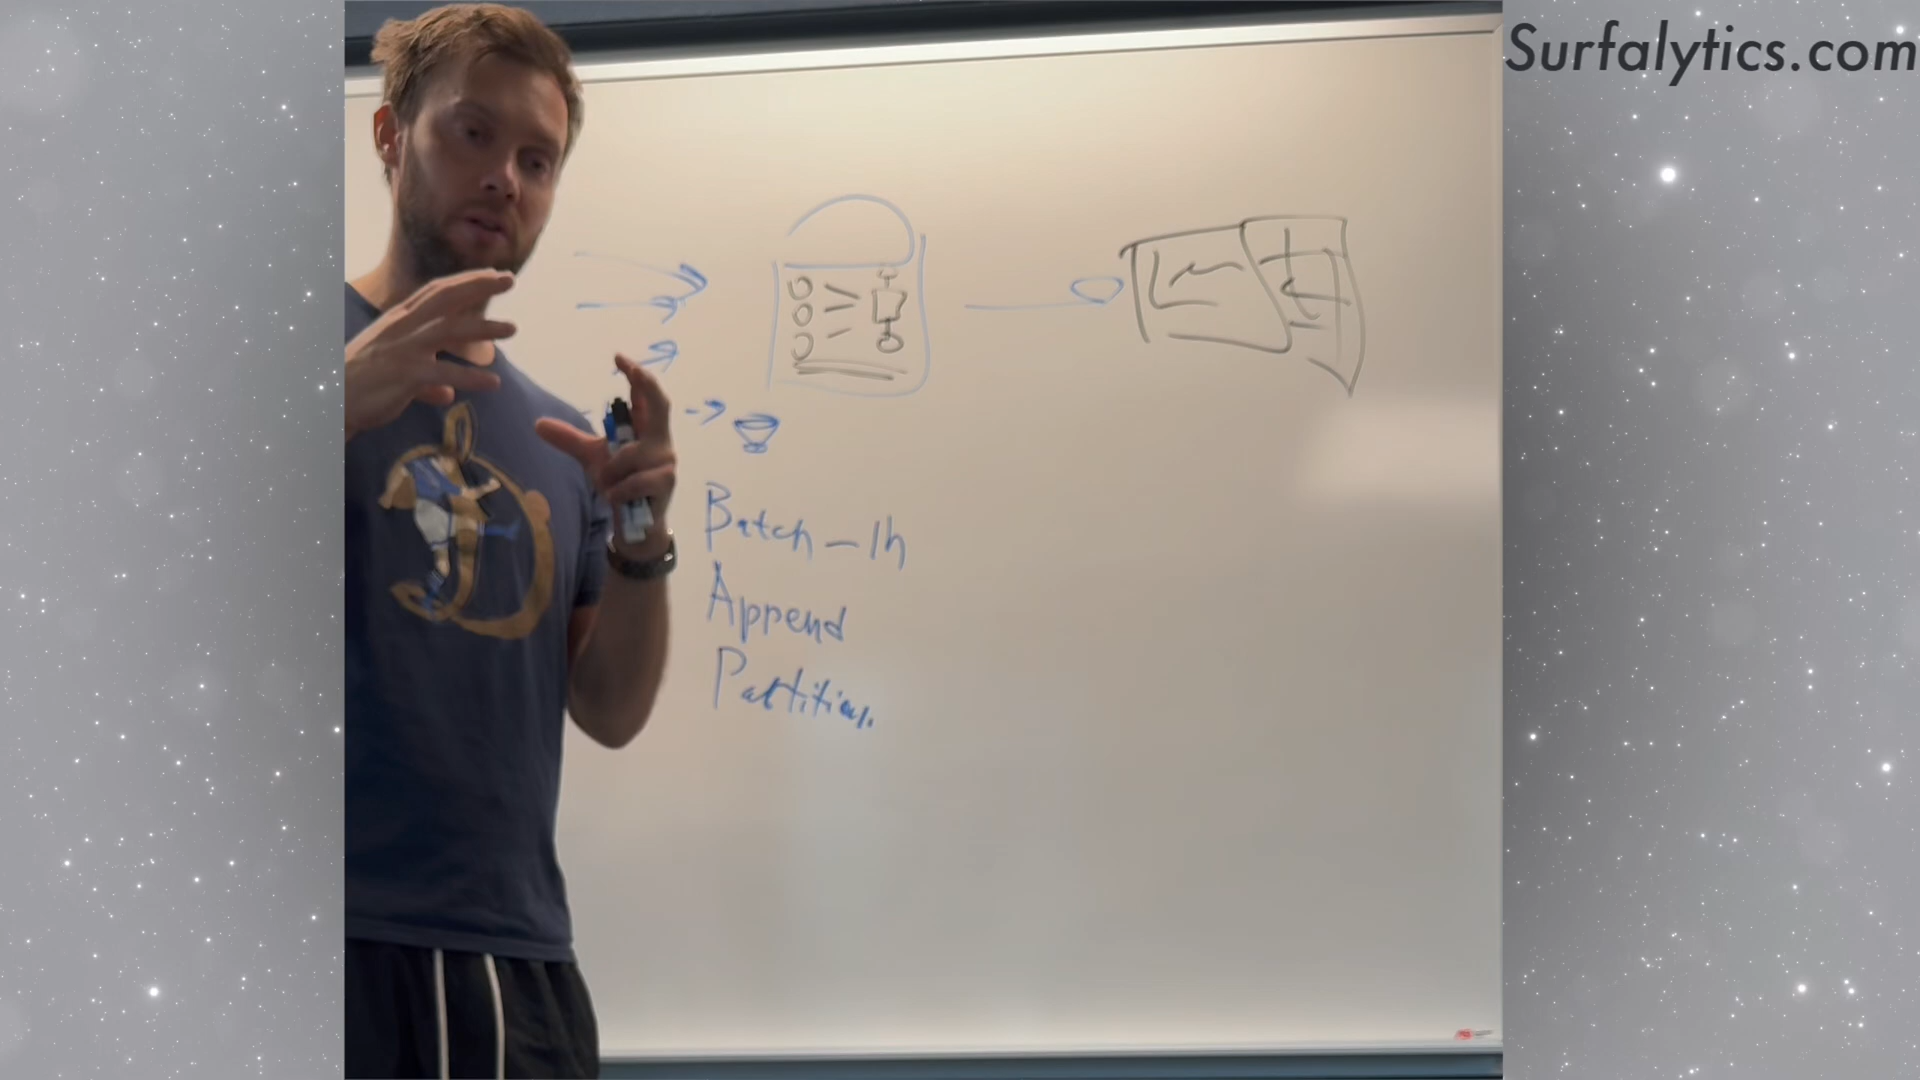 Surfalytics.com
Batch - 1h
Append
Partition.